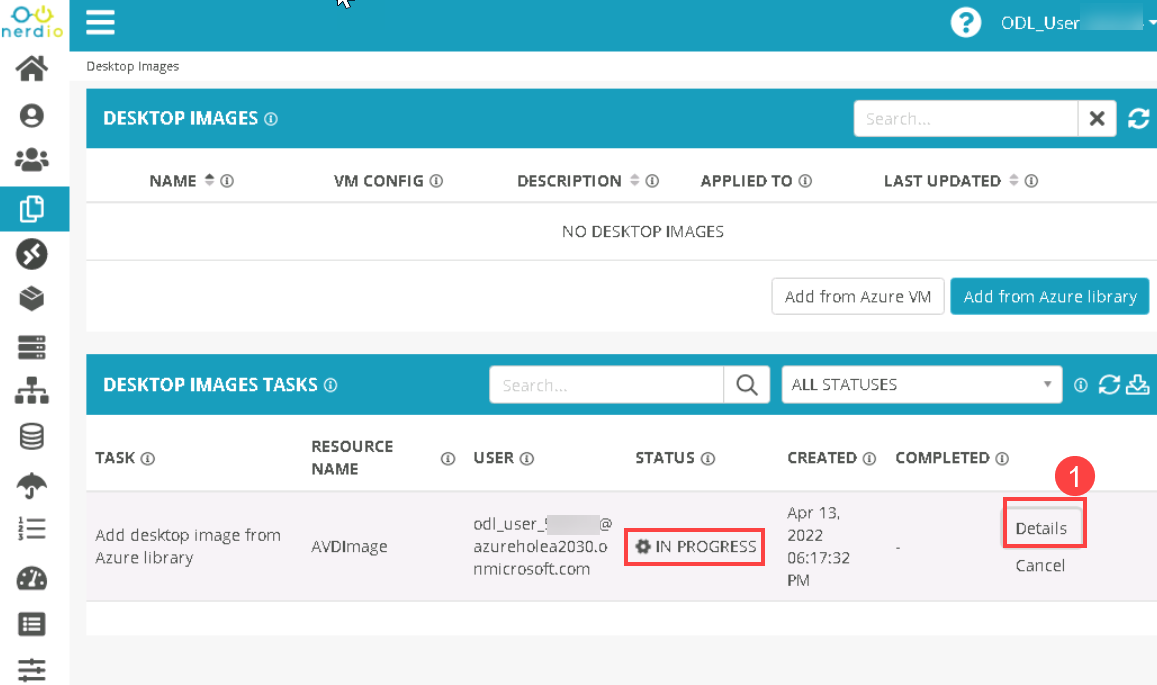 nerdio
ODL_User
Desktop Images
DESKTOP IMAGES
Search...
NAME VM CONFIG DESCRIPTION APPLIED TO LAST UPDATED
NO DESKTOP IMAGES
Add from Azure VM Add from Azure library
DESKTOP IMAGES TASKS
Search... ALL STATUSES
TASK RESOURCE NAME USER STATUS CREATED COMPLETED
1
Add desktop image from
Azure library
AVDImage
odl_user_ @
azureholea2030.o
nmicrosoft.com
IN PROGRESS
Apr 13,
2022
06:17:32
PM
-
Details
Cancel